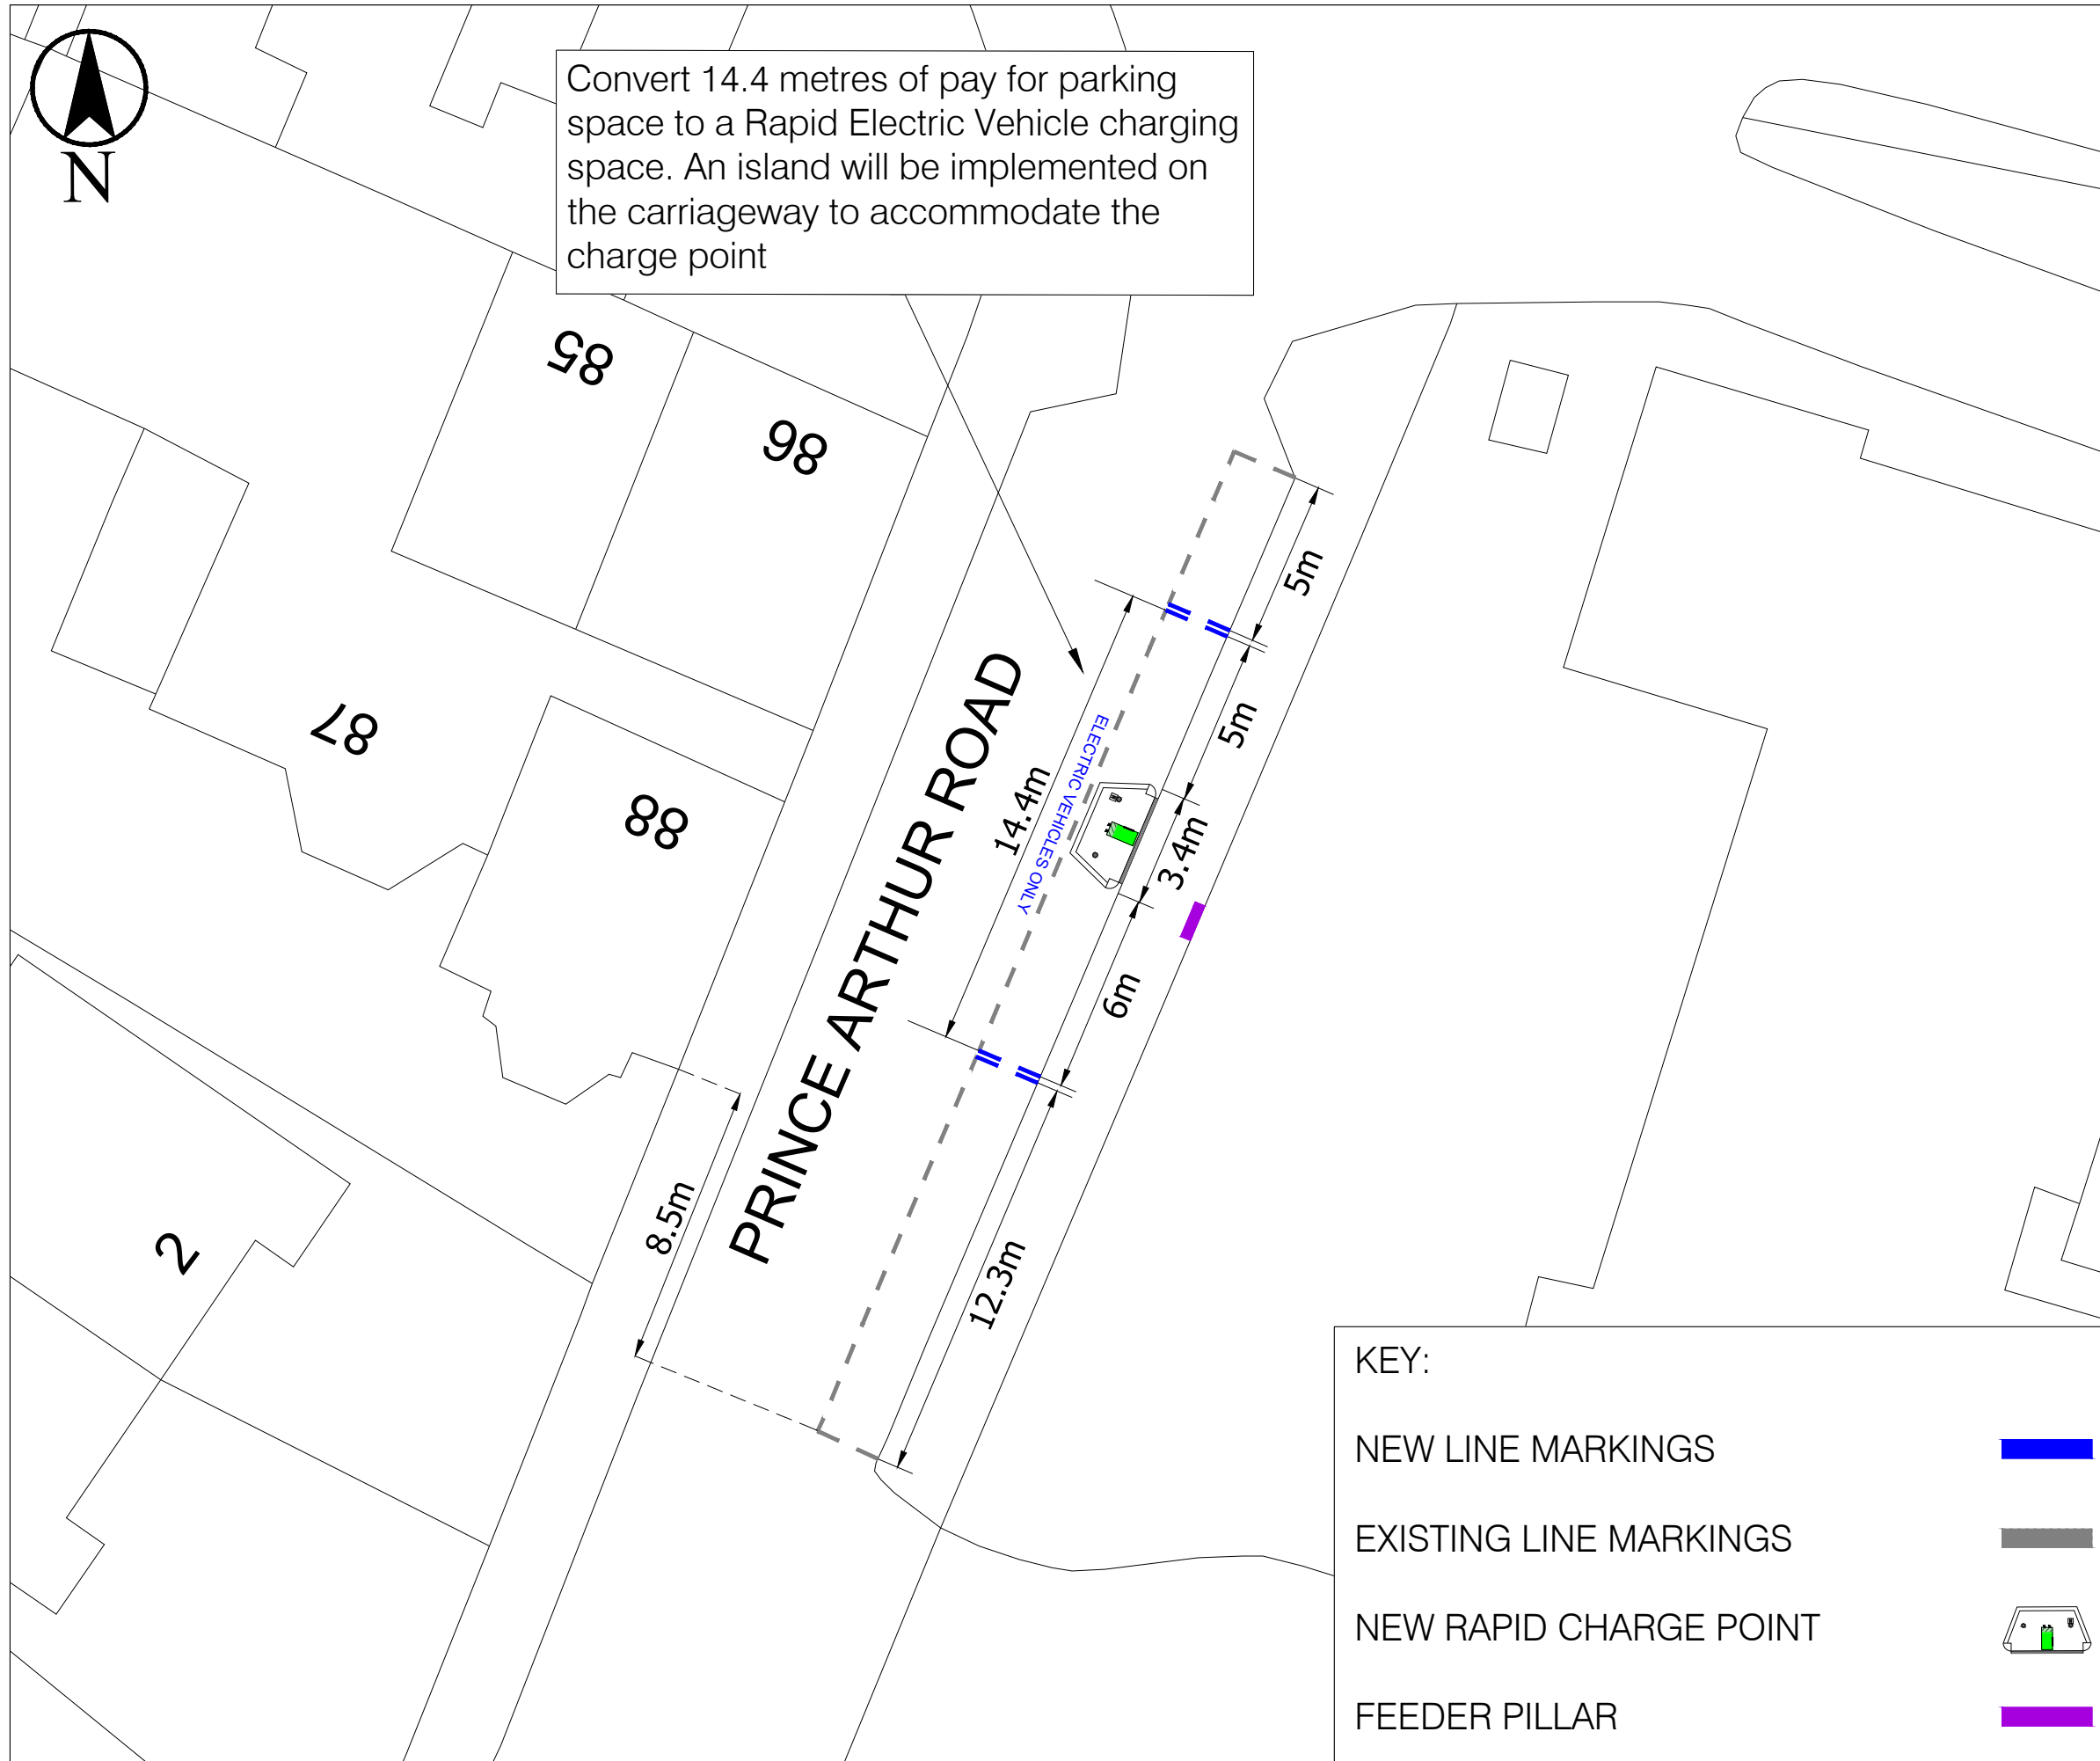 N
Convert 14.4 metres of pay for parking
space to a Rapid Electric Vehicle charging
space. An island will be implemented on
the carriageway to accommodate the
charge point
85
86
87
88
2
PRINCE ARTHUR ROAD
ELECTRIC VEHICLES ONLY
14.4m
5m
5m
3.4m
6m
12.3m
8.5m
KEY:
NEW LINE MARKINGS
EXISTING LINE MARKINGS
NEW RAPID CHARGE POINT
FEEDER PILLAR